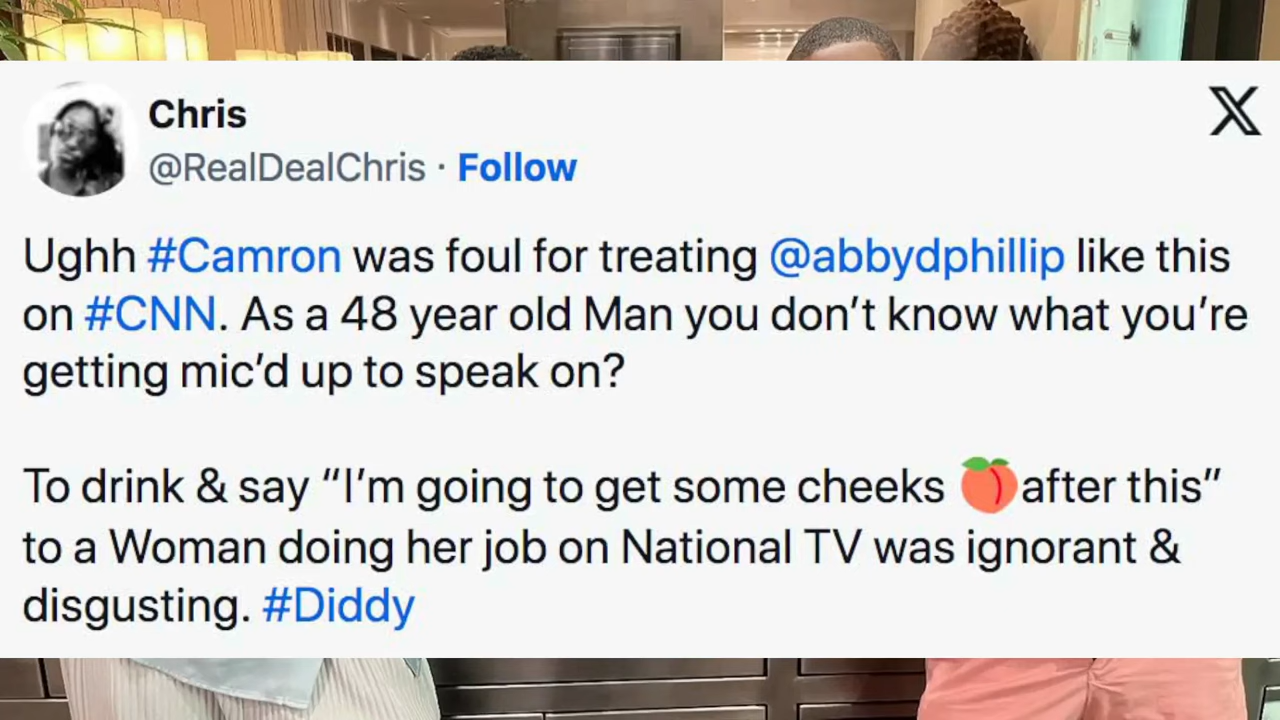 Chris
@RealDealChris · Follow
Ughh #Camron was foul for treating @abbydphillip like this
on #CNN. As a 48 year old Man you don’t know what you’re
getting mic’d up to speak on?
To drink & say “I’m going to get some cheeks 🍑after this”
to a Woman doing her job on National TV was ignorant &
disgusting. #Diddy